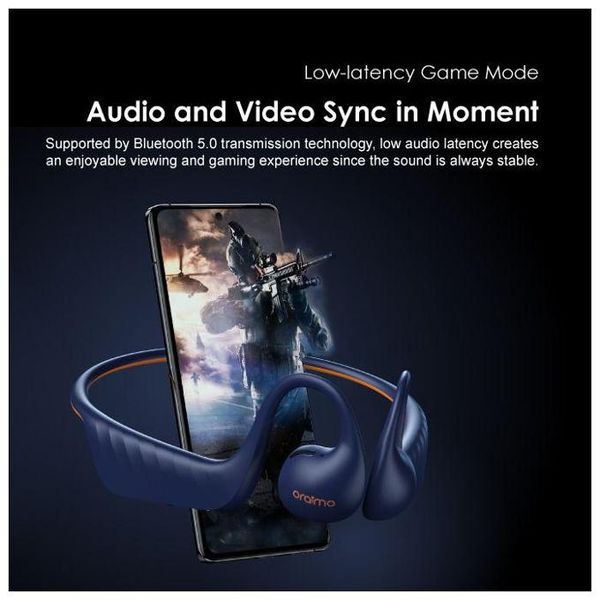 Low-latency Game Mode
Audio and Video Sync in Moment
Supported by Bluetooth 5.0 transmission technology, low audio latency creates
an enjoyable viewing and gaming experience since the sound is always stable.
oraimo